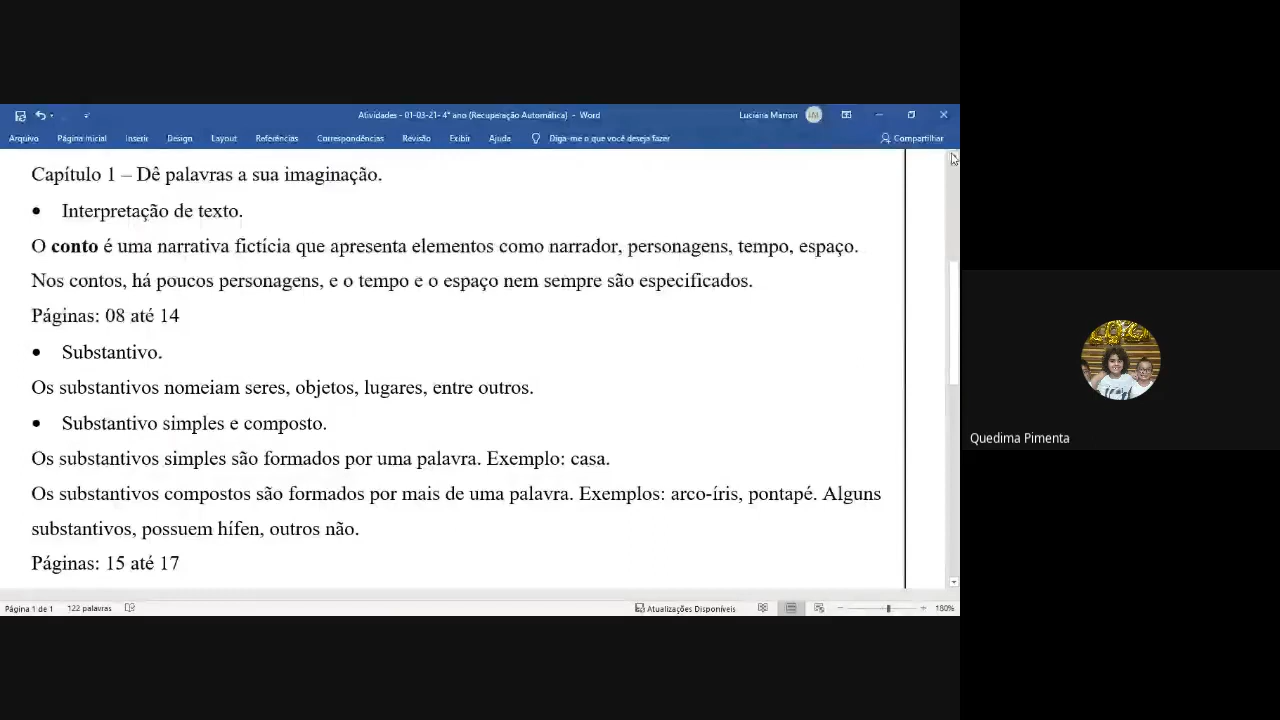 Atividades - 01-03-21- 4° ano (Recuperação Automática) - Word
Luciana Marron
Arquivo Página Inicial Inserir Design Layout Referências Correspondências Revisão Exibir Ajuda Diga-me o que você deseja fazer Compartilhar
Capítulo 1 – Dê palavras a sua imaginação.
• Interpretação de texto.
O conto é uma narrativa fictícia que apresenta elementos como narrador, personagens, tempo, espaço.
Nos contos, há poucos personagens, e o tempo e o espaço nem sempre são especificados.
Páginas: 08 até 14
• Substantivo.
Os substantivos nomeiam seres, objetos, lugares, entre outros.
• Substantivo simples e composto.
Os substantivos simples são formados por uma palavra. Exemplo: casa.
Os substantivos compostos são formados por mais de uma palavra. Exemplos: arco-íris, pontapé. Alguns
substantivos, possuem hífen, outros não.
Páginas: 15 até 17
Página 1 de 1 122 palavras Atualizações Disponíveis 180%
Quedima Pimenta